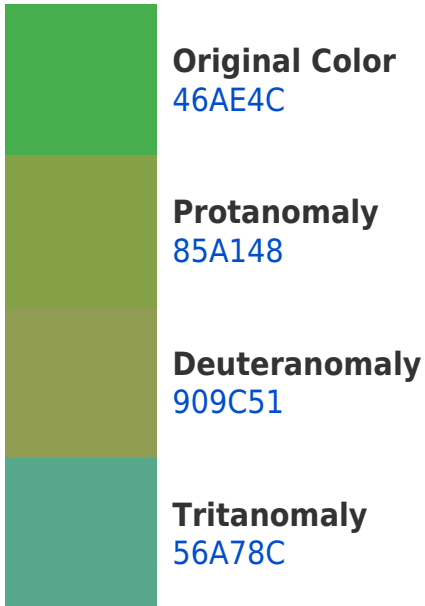 Original Color
46AE4C
Protanomaly
85A148
Deuteranomaly
909C51
Tritanomaly
56A78C